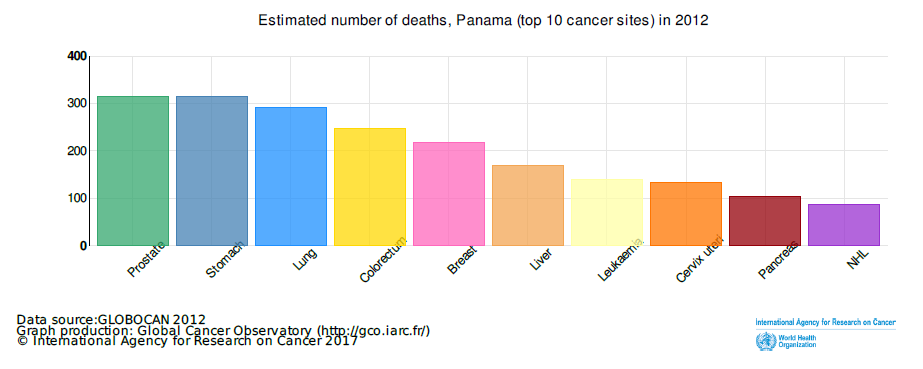 Estimated number of deaths, Panama (top 10 cancer sites) in 2012
400
300
200
100
0
Prostate
Stomach
Lung
Colorectum
Breast
Liver
Leukaemia
Cervix uteri
Pancreas
NHL
Data source:GLOBOCAN 2012
Graph production: Global Cancer Observatory (http://gco.iarc.fr/)
© International Agency for Research on Cancer 2017
International Agency for Research on Cancer
World Health
Organization